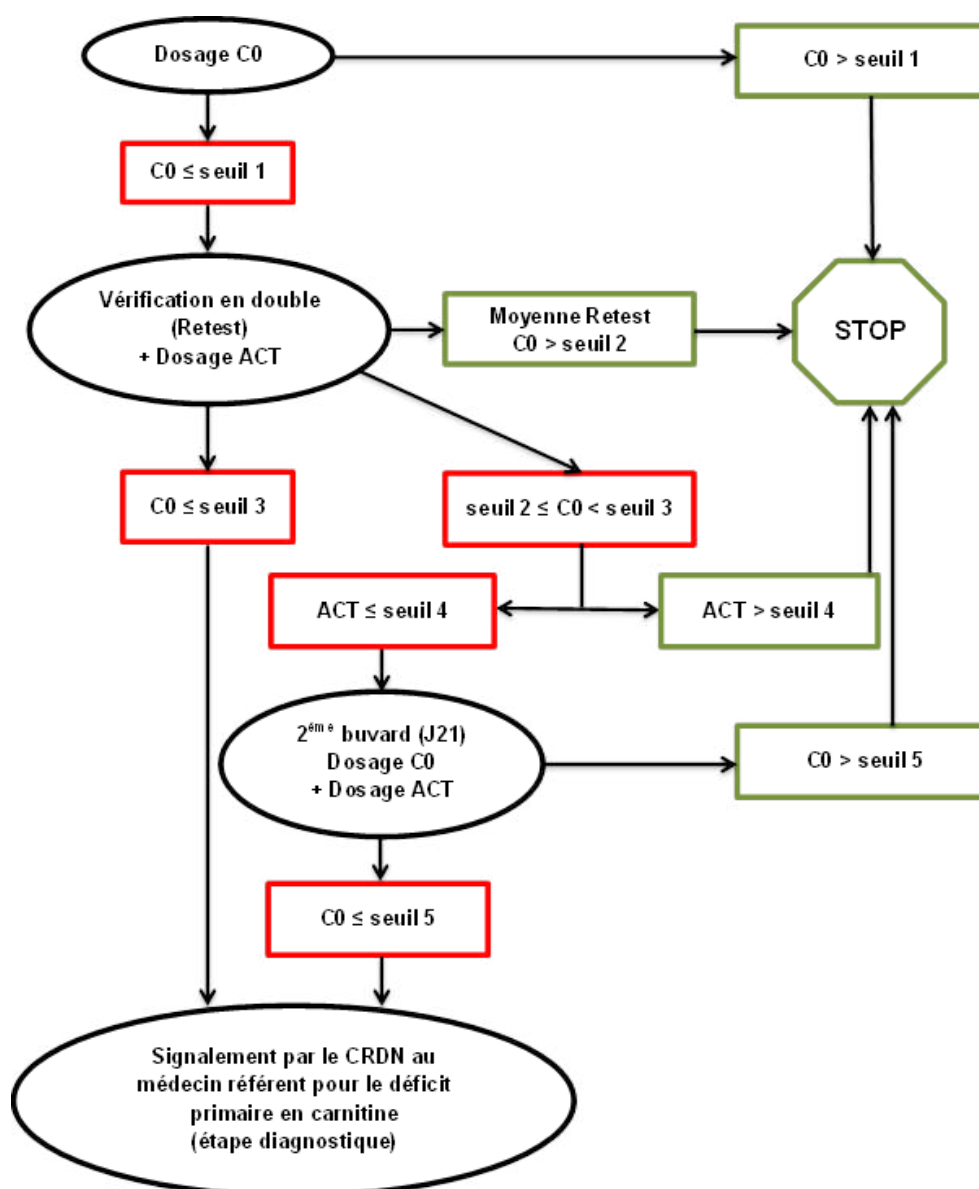 Dosage C0
C0 > seuil 1
C0 ≤ seuil 1
Vérification en double
(Retest)
+ Dosage ACT
Moyenne Retest
C0 > seuil 2
STOP
C0 ≤ seuil 3
seuil 2 ≤ C0 < seuil 3
ACT ≤ seuil 4
ACT > seuil 4
2ème buvard (J21)
Dosage C0
+ Dosage ACT
C0 > seuil 5
C0 ≤ seuil 5
Signalement par le CRDN au
médecin référent pour le déficit
primaire en carnitine
(étape diagnostique)